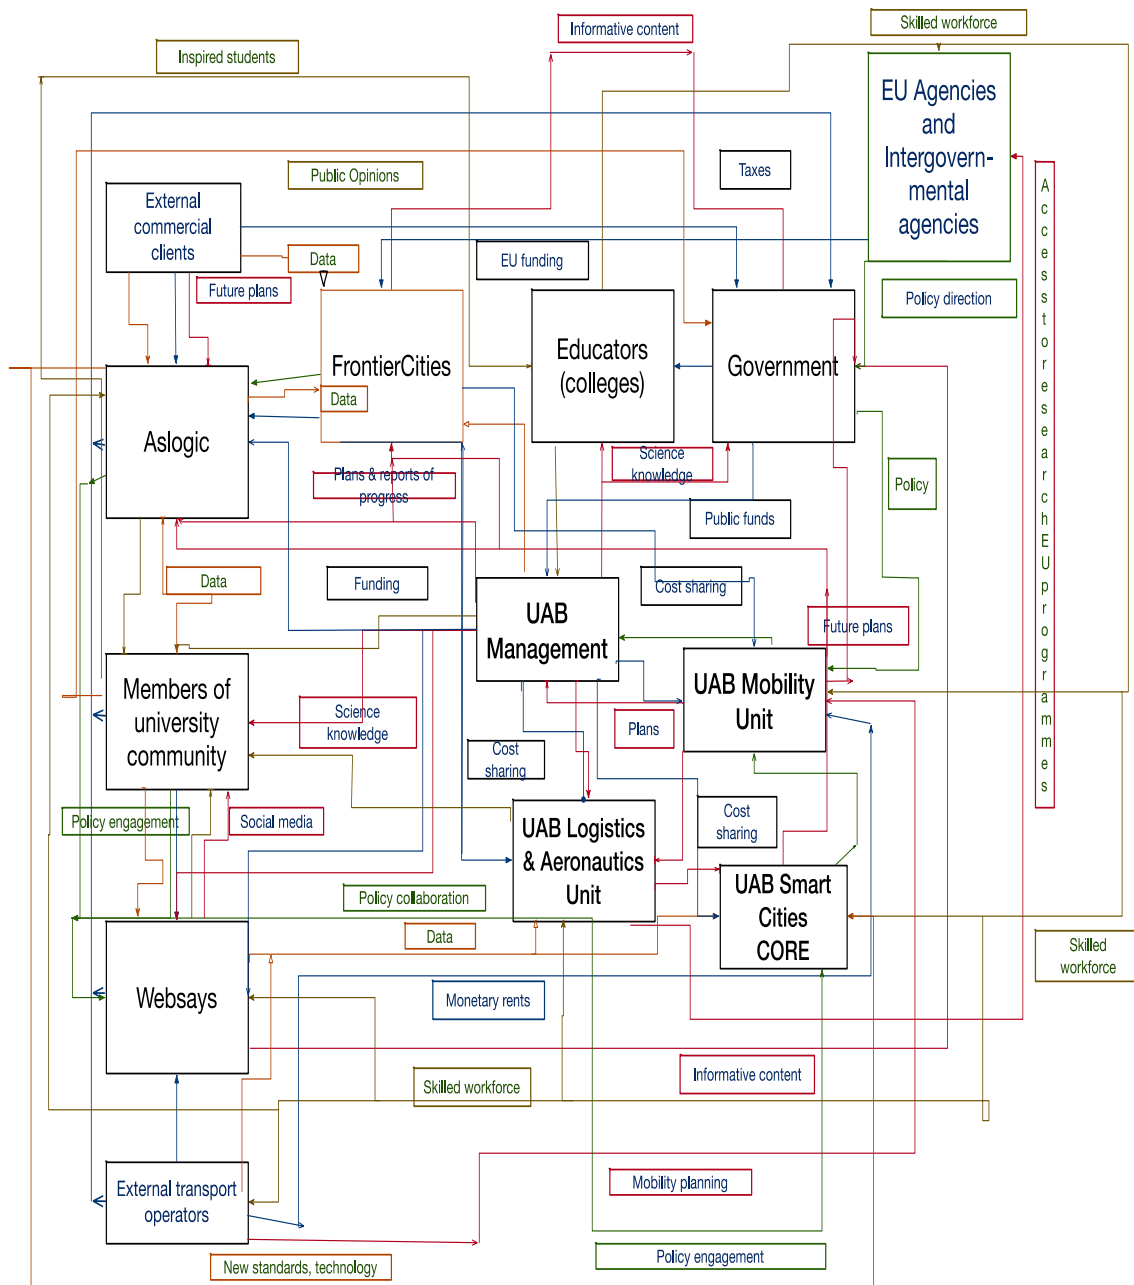 Skilled workforce
Informative content
Inspired students
EU Agencies
and
Intergovern-
mental
agencies
Public Opinions
Taxes
AccesstoresearchEUprogrammes
External
commercial
clients
Data
EU funding
Future plans
Policy direction
FrontierCities
Educators
(colleges)
Government
Data
Aslogic
Science
knowledge
Plans & reports of
progress
Policy
Public funds
Data
Funding
Cost sharing
UAB
Management
Future plans
Members of
university
community
UAB Mobility
Unit
Science
knowledge
Plans
Cost
sharing
Policy engagement
Social media
Cost
sharing
UAB Logistics
& Aeronautics
Unit
UAB Smart
Cities
CORE
Policy collaboration
Data
Skilled
workforce
Websays
Monetary rents
Informative content
Skilled workforce
External transport
operators
Mobility planning
New standards, technology
Policy engagement